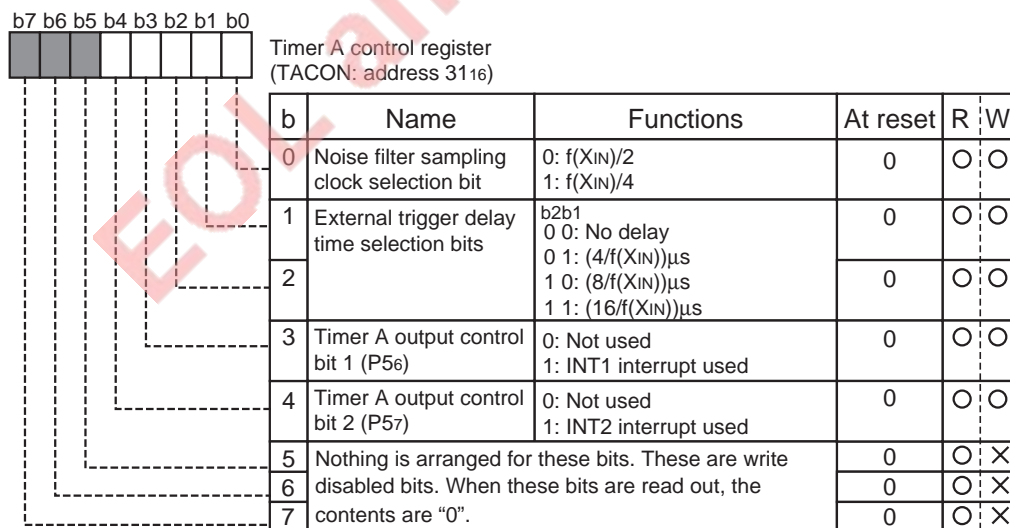 b7 b6 b5 b4 b3 b2 b1 b0
Timer A control register
(TACON: address 3116)
b Name Functions At reset R W
0 Noise filter sampling clock selection bit
0: f(XIN)/2
1: f(XIN)/4
0 O O
1 External trigger delay time selection bits
b2b1
0 0: No delay
0 1: (4/f(XIN))μs
1 0: (8/f(XIN))μs
1 1: (16/f(XIN))μs
0 O O
2
0 O O
3 Timer A output control bit 1 (P56)
0: Not used
1: INT1 interrupt used
0 O O
4 Timer A output control bit 2 (P57)
0: Not used
1: INT2 interrupt used
0 O O
5 Nothing is arranged for these bits. These are write 0 O ×
6 disabled bits. When these bits are read out, the 0 O ×
7 contents are “0”. 0 O ×
EOL an